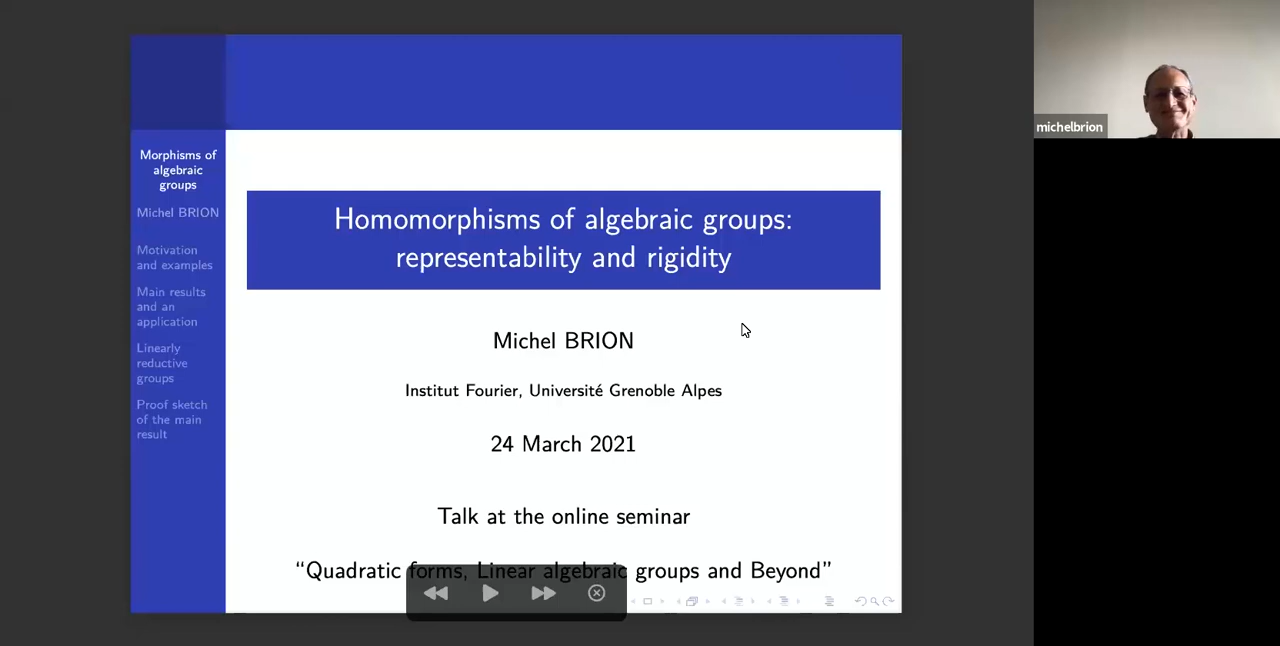 Morphisms of
algebraic
groups
Michel BRION
Motivation
and examples
Main results
and an
application
Linearly
reductive
groups
Proof sketch
of the main
result
Homomorphisms of algebraic groups:
representability and rigidity
Michel BRION
Institut Fourier, Université Grenoble Alpes
24 March 2021
Talk at the online seminar
“Quadratic forms, Linear algebraic groups and Beyond”
michelbrion